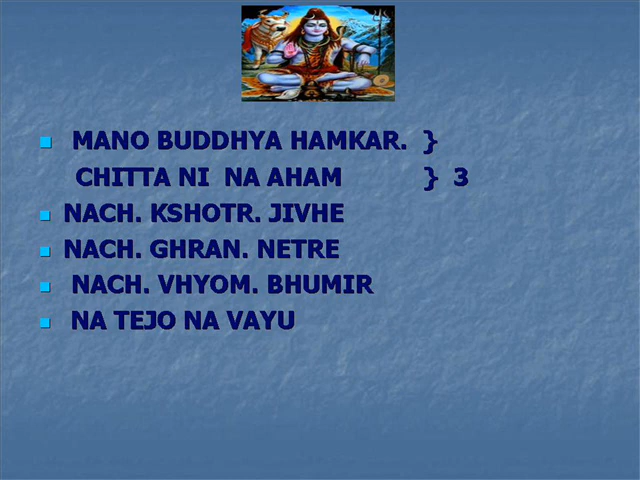 MANO BUDDHYA HAMKAR. }
CHITTA NI NA AHAM } 3
NACH. KSHOTR. JIVHE
NACH. GHRAN. NETRE
NACH. VHYOM. BHUMIR
NA TEJO NA VAYU